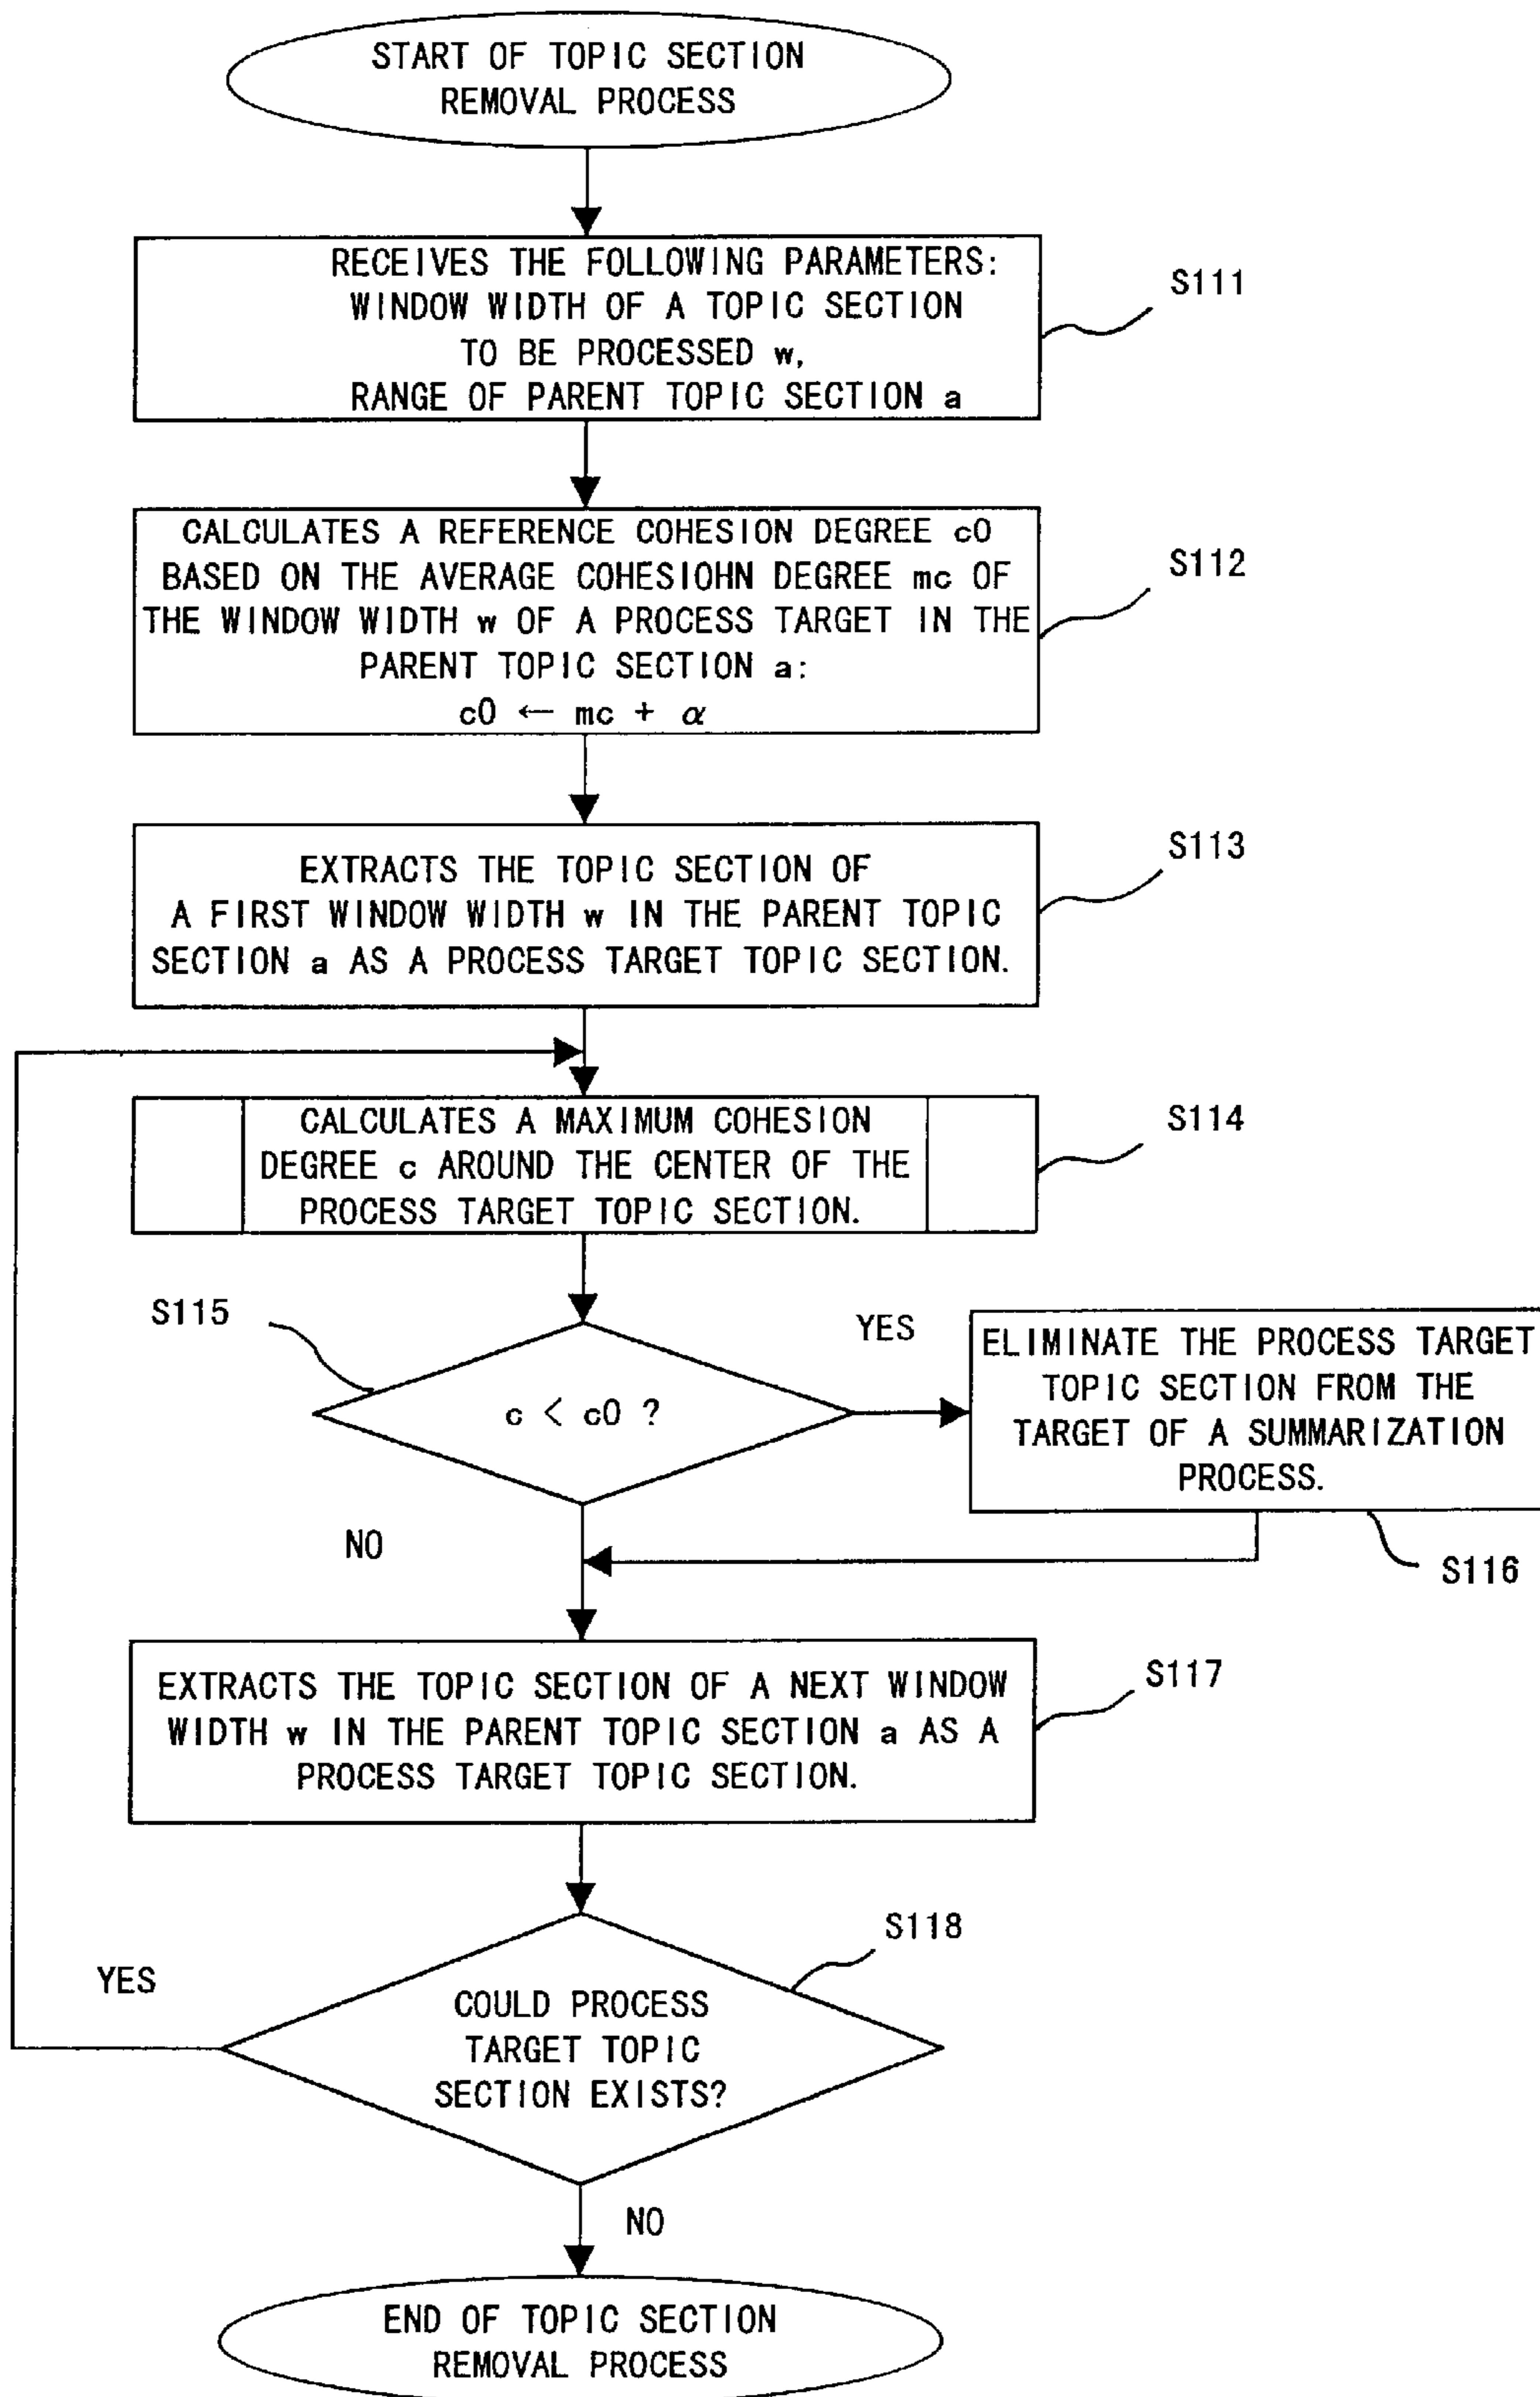 START OF TOPIC SECTION
REMOVAL PROCESS
RECEIVES THE FOLLOWING PARAMETERS:
WINDOW WIDTH OF A TOPIC SECTION
TO BE PROCESSED w,
RANGE OF PARENT TOPIC SECTION a
S111
CALCULATES A REFERENCE COHESION DEGREE c0
BASED ON THE AVERAGE COHESIOHN DEGREE mc OF
THE WINDOW WIDTH w OF A PROCESS TARGET IN THE
PARENT TOPIC SECTION a:
c0 ← mc + α
S112
EXTRACTS THE TOPIC SECTION OF
A FIRST WINDOW WIDTH w IN THE PARENT TOPIC
SECTION a AS A PROCESS TARGET TOPIC SECTION.
S113
CALCULATES A MAXIMUM COHESION
DEGREE c AROUND THE CENTER OF THE
PROCESS TARGET TOPIC SECTION.
S114
S115
c < c0 ?
YES
ELIMINATE THE PROCESS TARGET
TOPIC SECTION FROM THE
TARGET OF A SUMMARIZATION
PROCESS.
S116
NO
EXTRACTS THE TOPIC SECTION OF A NEXT WINDOW
WIDTH w IN THE PARENT TOPIC SECTION a AS A
PROCESS TARGET TOPIC SECTION.
S117
S118
YES
COULD PROCESS
TARGET TOPIC
SECTION EXISTS?
NO
END OF TOPIC SECTION
REMOVAL PROCESS